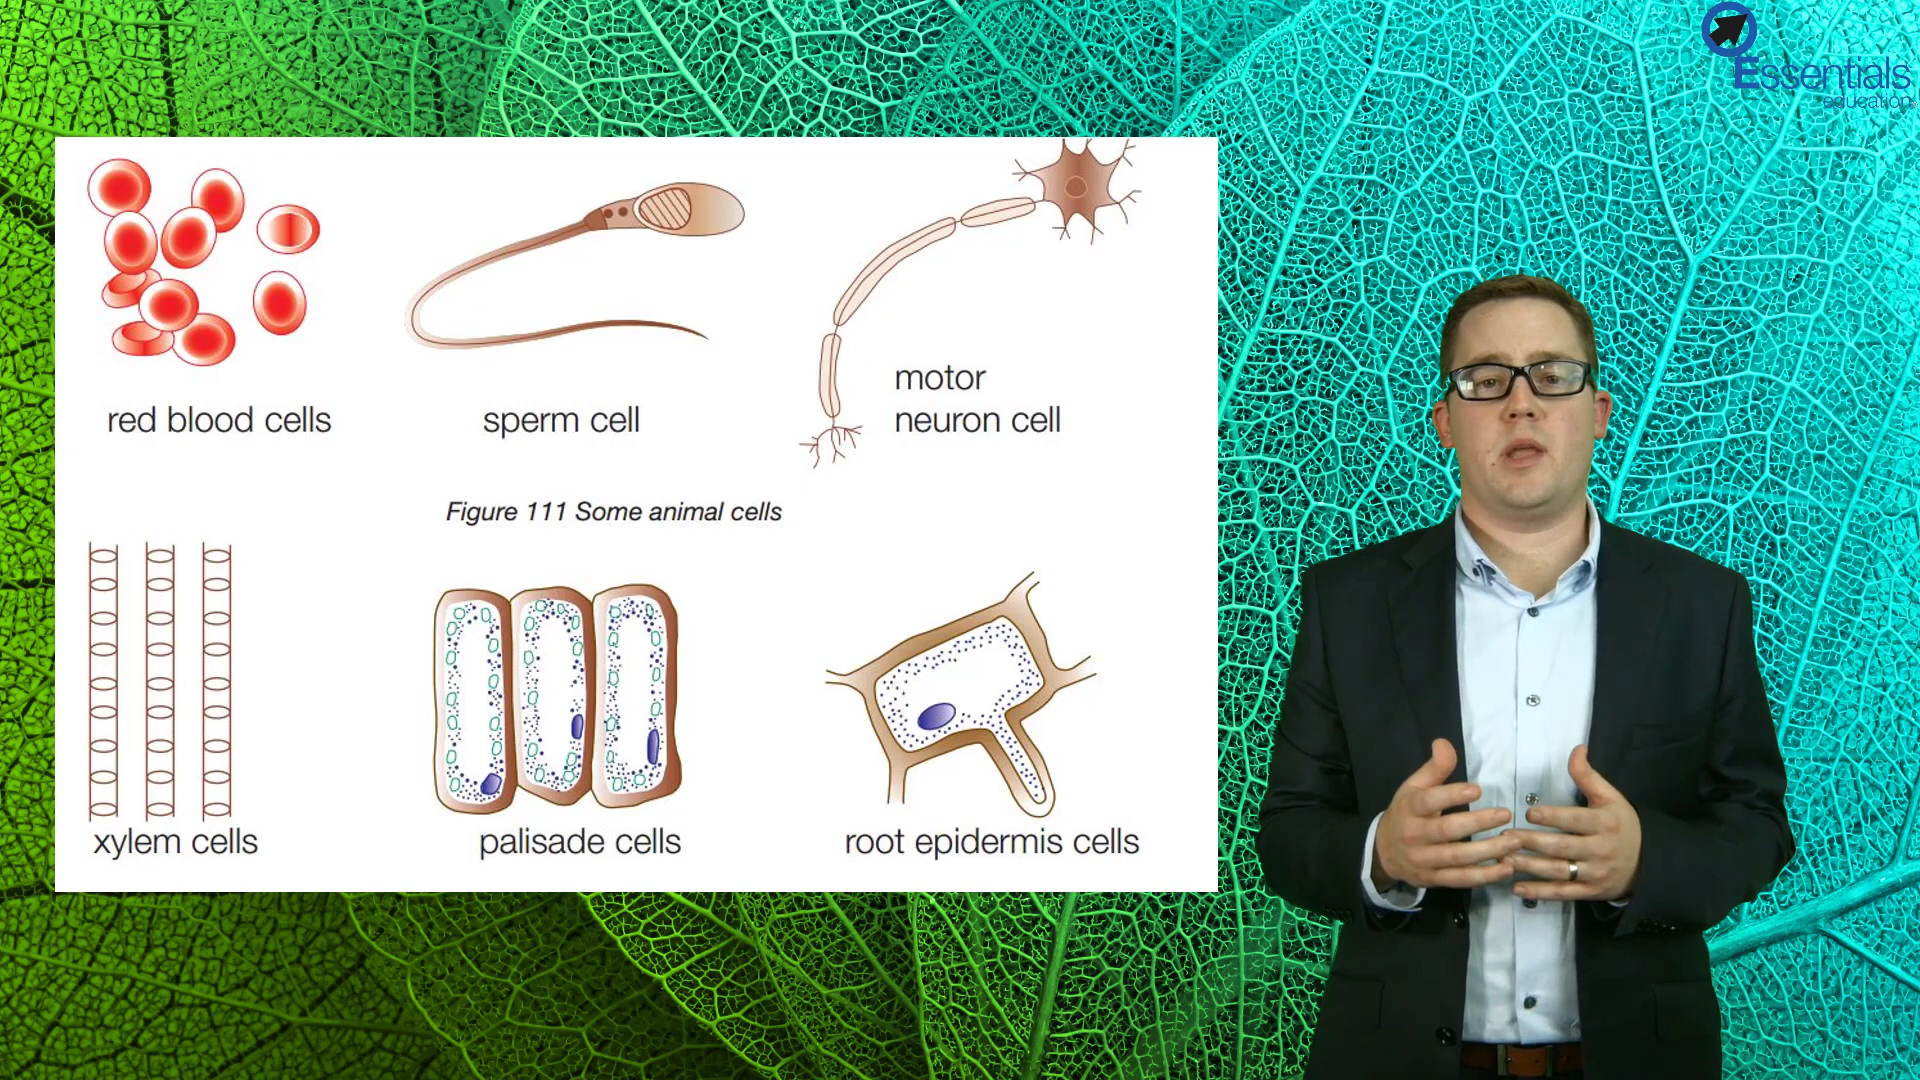 Essentials
education
red blood cells
sperm cell
motor
neuron cell
Figure 111 Some animal cells
xylem cells
palisade cells
root epidermis cells